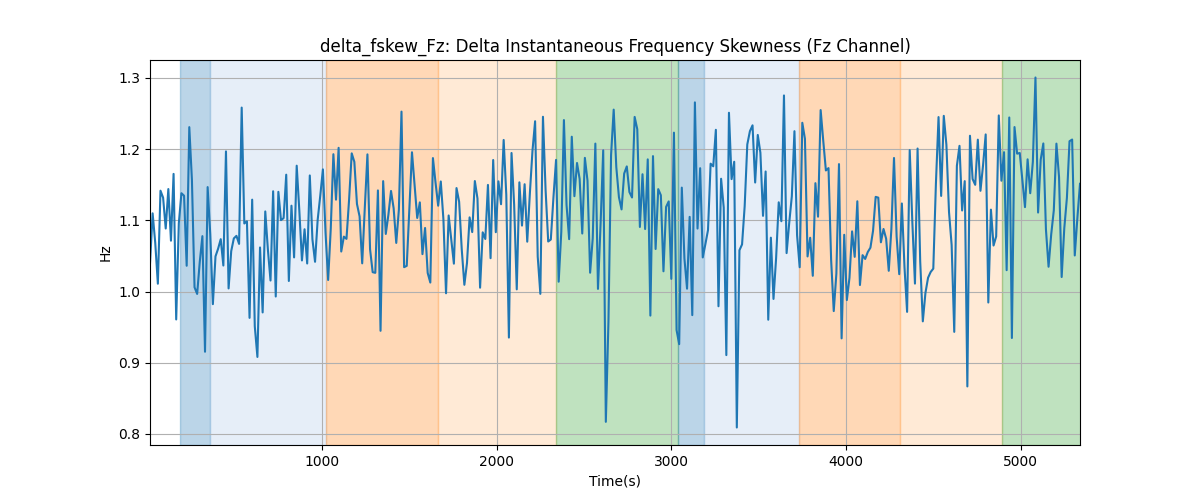 delta_fskew_Fz: Delta Instantaneous Frequency Skewness (Fz Channel)
1.3
1.2
1.1
1.0
0.9
0.8
Hz
1000 2000 3000 4000 5000
Time(s)